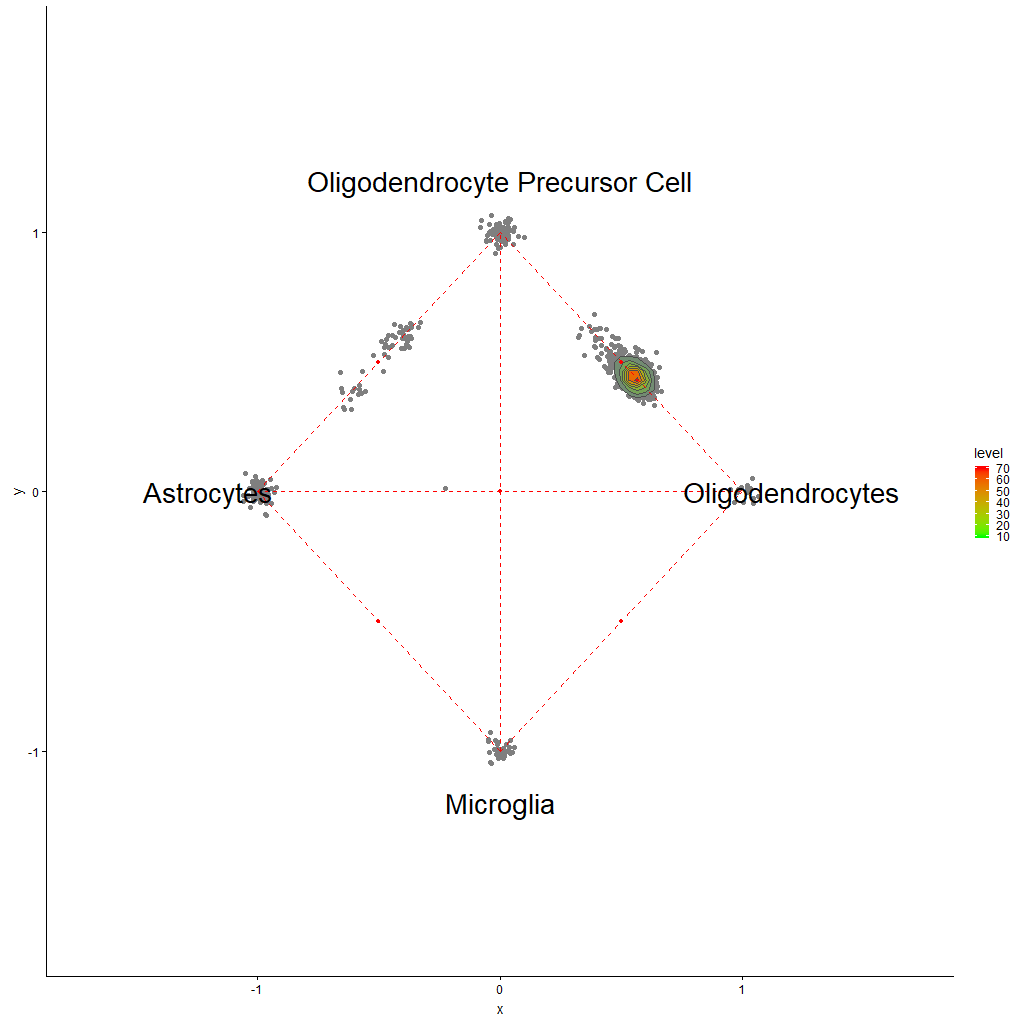 Oligodendrocyte Precursor Cell
1
y
0
-1
Astrocytes
Oligodendrocytes
Microglia
level
70
60
50
40
30
20
10
-1
0
1
x